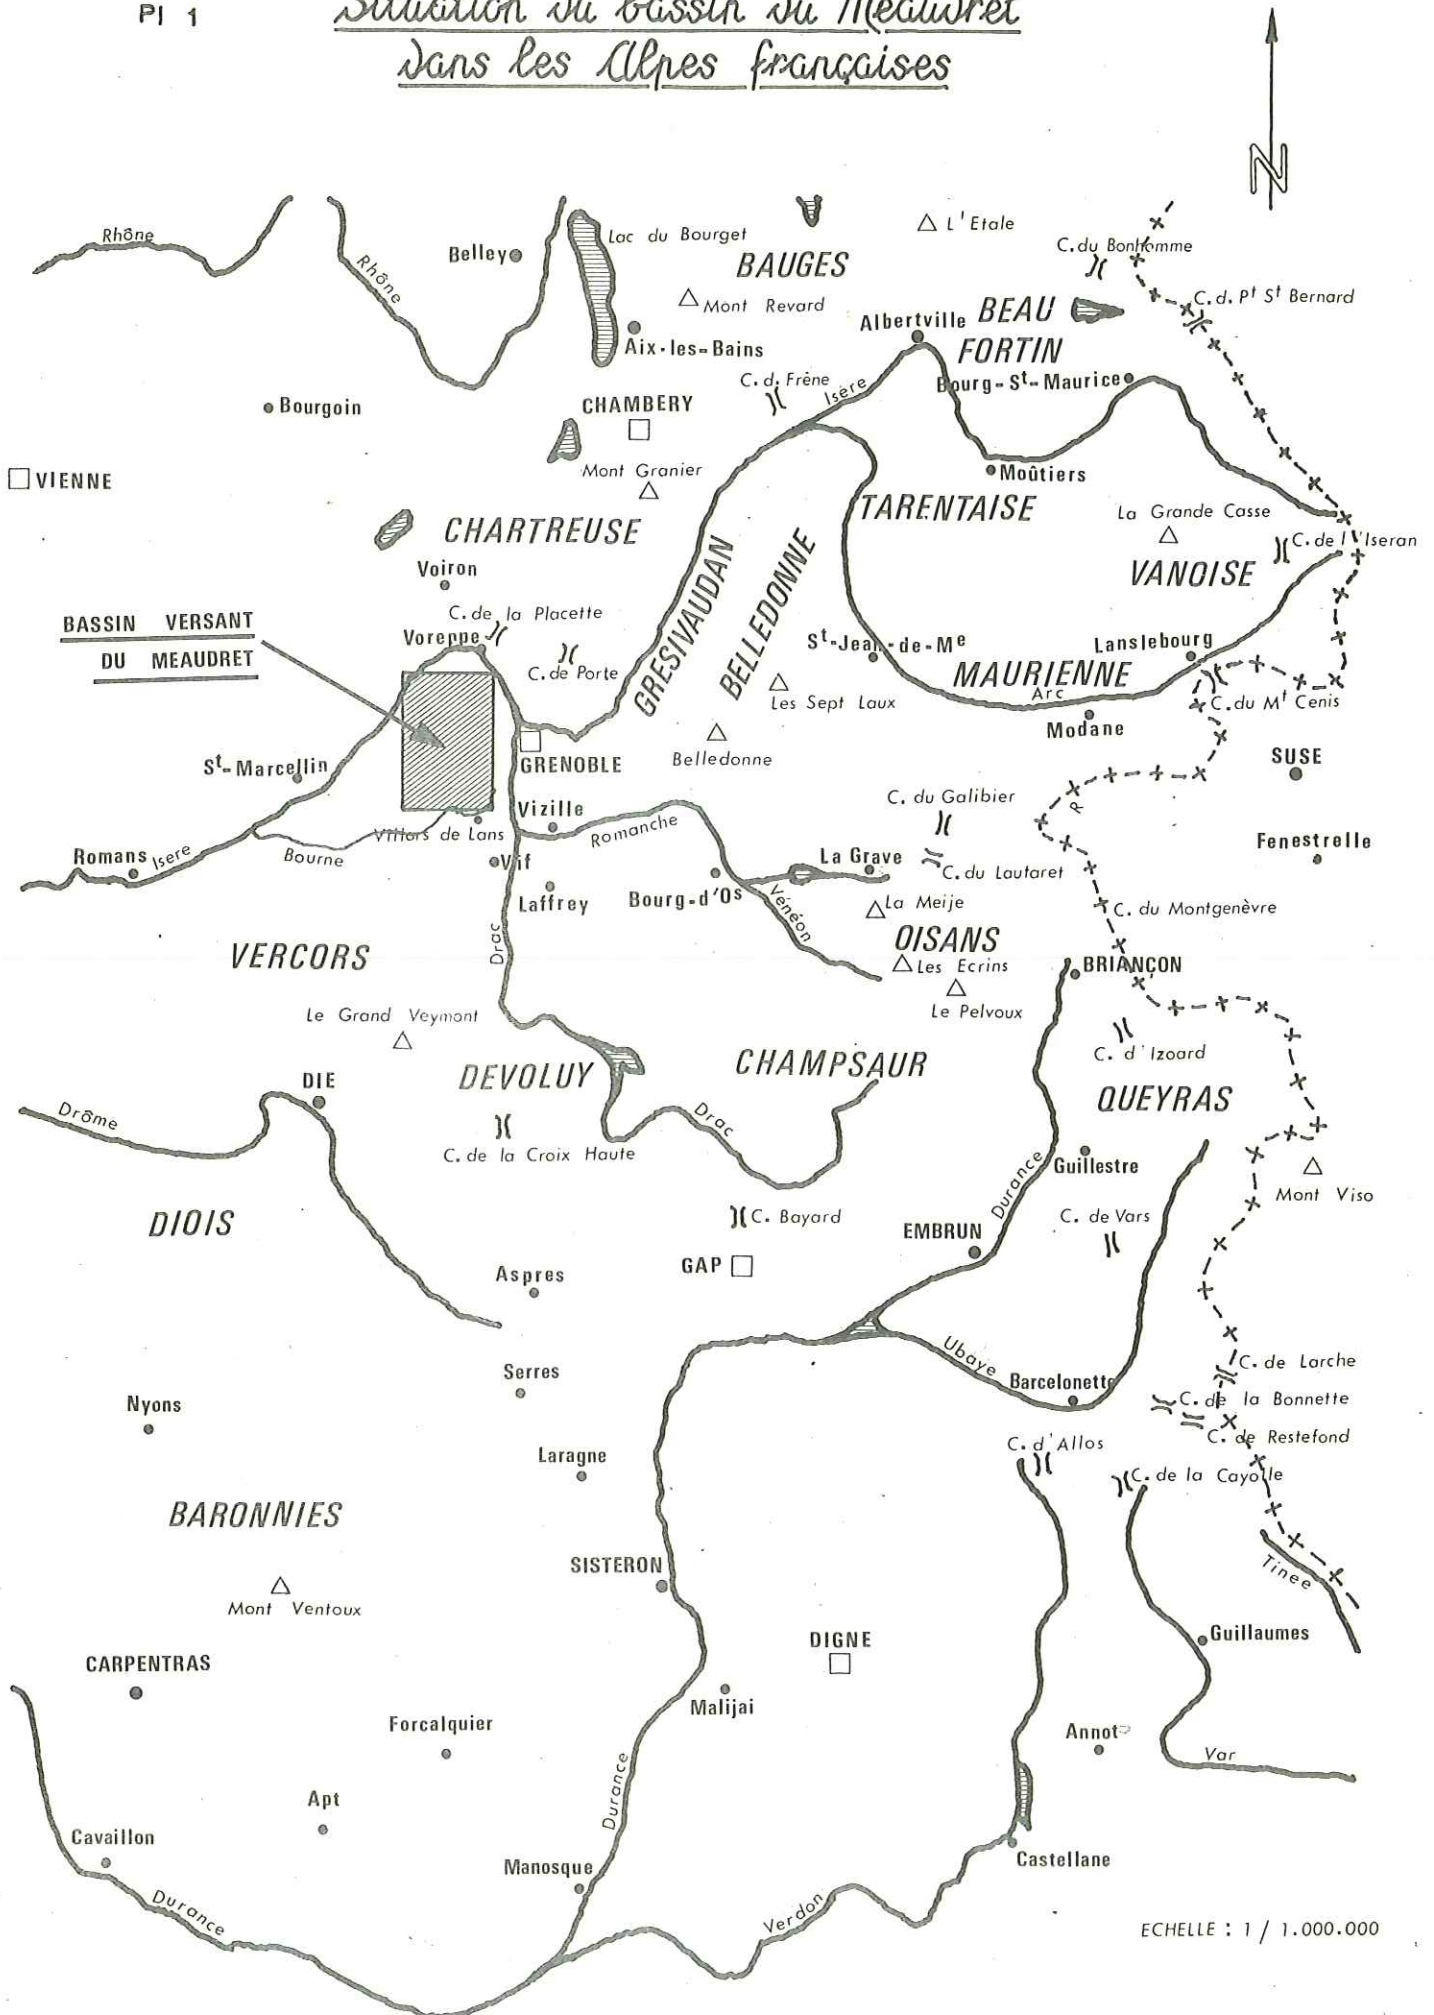 Pl 1
Situation du bassin du Méaudret
dans les Alpes françaises
N
Rhône
Rhône
Belley
Lac du Bourget
BAUGES
L'Etale
C. du Bonhomme
Mont Revard
C. d. Pt St Bernard
Albertville
BEAU
FORTIN
Aix-les-Bains
C. d. Frêne
Isère
Bourg-St-Maurice
Bourgoin
CHAMBERY
VIENNE
Mont Granier
Moûtiers
TARENTAISE
La Grande Casse
C. de l'Iseran
CHARTREUSE
VANOISE
Voiron
GRESIVAUDAN
BELLEDONNE
BASSIN VERSANT
DU MEAUDRET
C. de la Placette
Voreppe
C. de Porte
St-Jean-de-Me
Lanslebourg
MAURIENNE
Arc
Les Sept Laux
C. du Mt Cenis
Modane
St-Marcellin
GRENOBLE
Belledonne
SUSE
C. du Galibier
R
Vizille
Romanche
Villars de Lans
Fenestrelle
Romans
Isere
Bourne
Vif
La Grave
C. du Lautaret
Laffrey
Bourg-d'Os
Vénéon
La Meije
C. du Montgenèvre
Drac
VERCORS
OISANS
Les Ecrins
BRIANÇON
Le Pelvoux
Le Grand Veymont
C. d'Izoard
DEVOLUY
CHAMPSAUR
DIE
QUEYRAS
Drôme
Drac
C. de la Croix Haute
Guillestre
Durance
Mont Viso
DIOIS
C. Bayard
C. de Vars
EMBRUN
GAP
Aspres
Ubaye
C. de Larche
Serres
Barcelonette
C. de la Bonnette
Nyons
C. de Restefond
C. d'Allos
Laragne
C. de la Cayolle
BARONNIES
SISTERON
Tinee
Mont Ventoux
Guillaumes
DIGNE
CARPENTRAS
Malijai
Forcalquier
Annot
Var
Durance
Apt
Cavaillon
Castellane
Manosque
Durance
Verdon
ECHELLE : 1 / 1.000.000